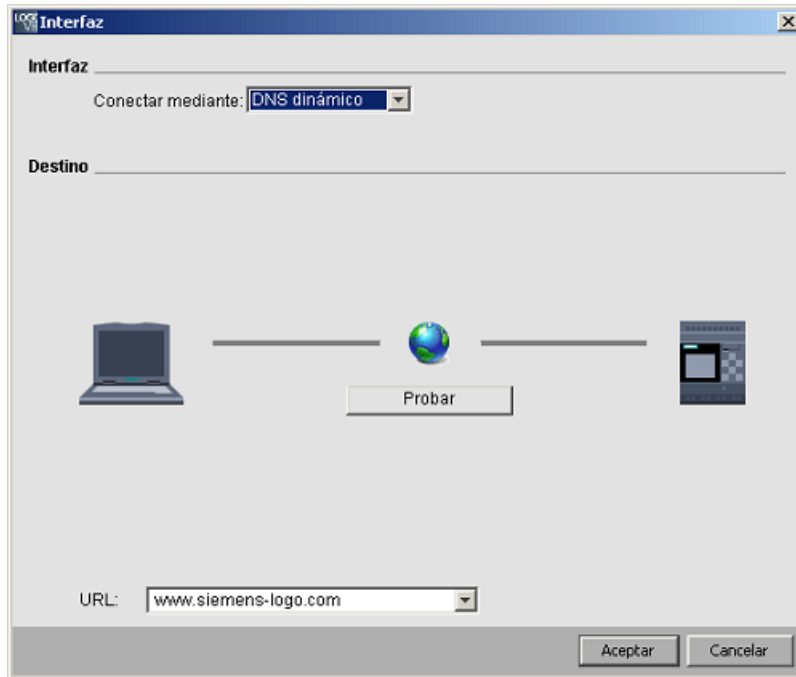 Interfaz
Interfaz
Conectar mediante: DNS dinámico
Destino
Probar
URL: www.siemens-logo.com
Aceptar Cancelar